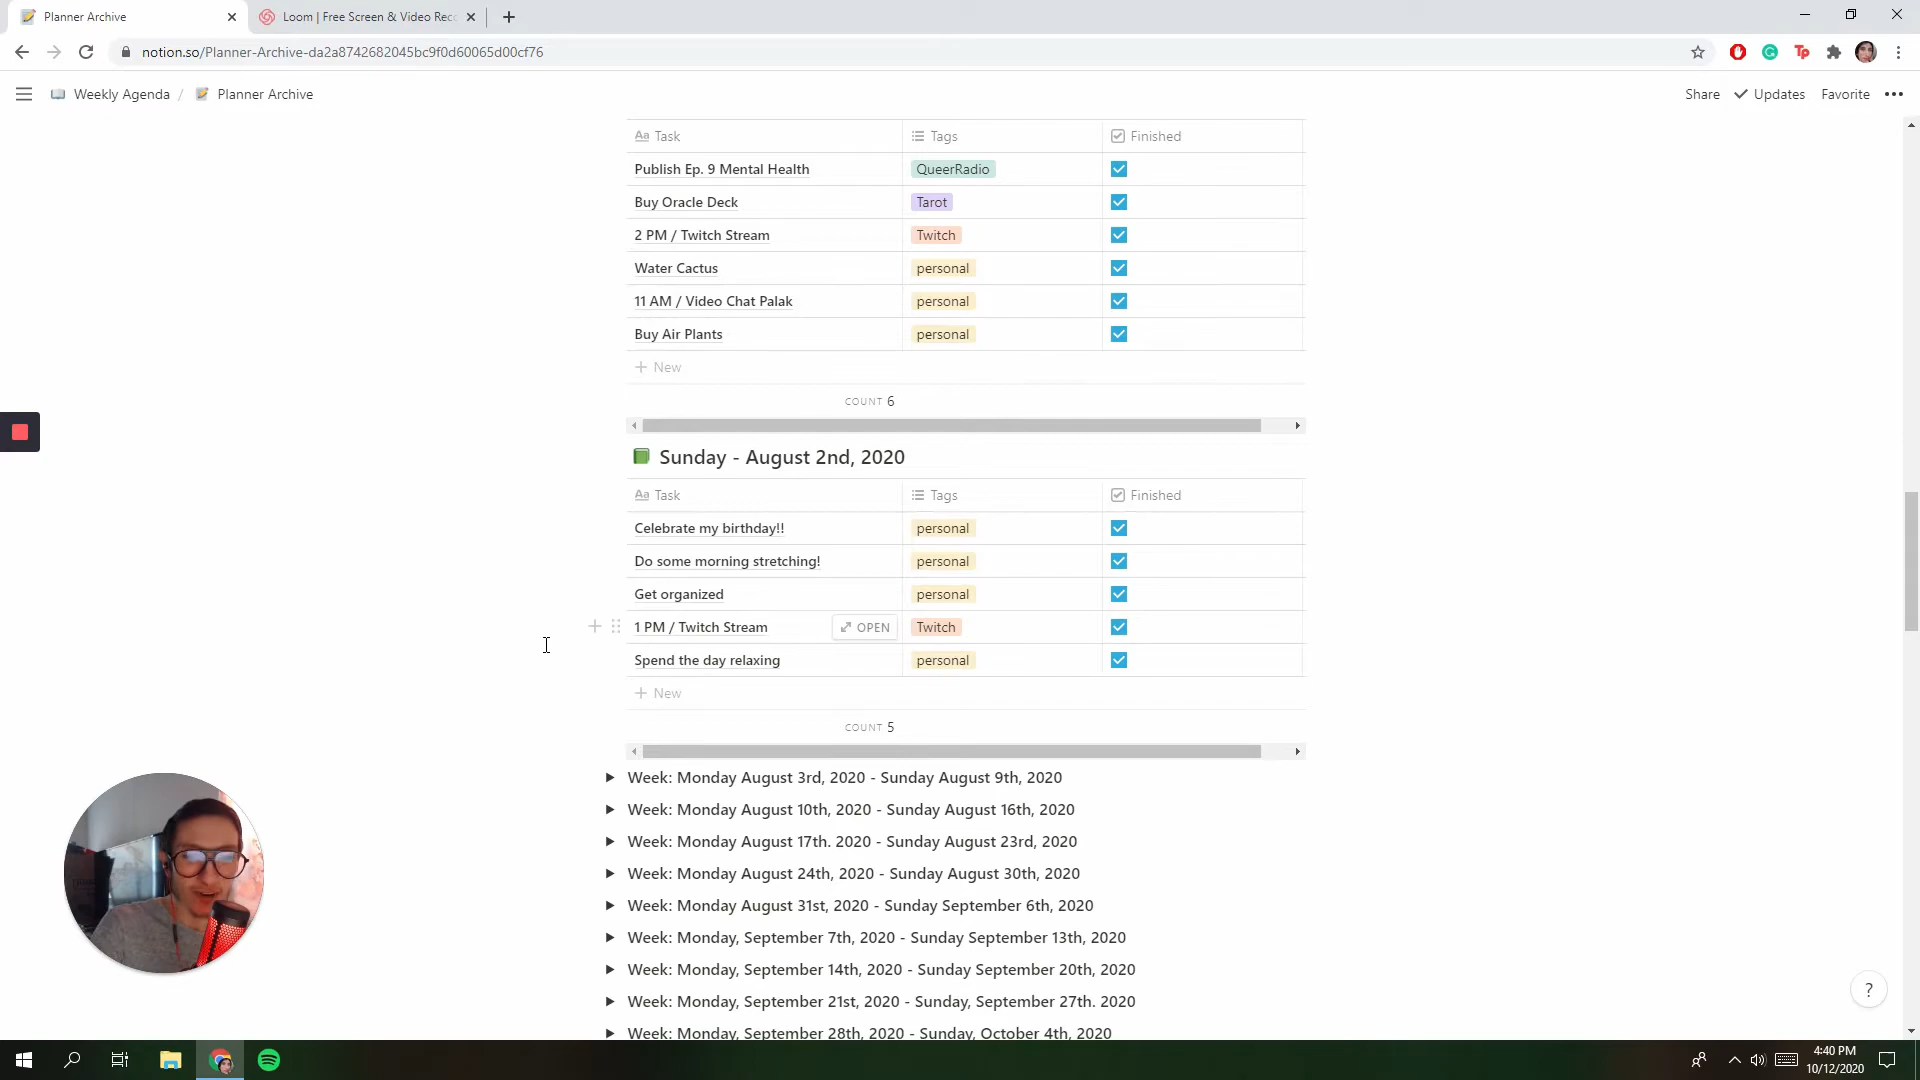 Planner Archive
Loom | Free Screen & Video Rec
notion.so/Planner-Archive-da2a8742682045bc9f0d60065d00cf76
Weekly Agenda / Planner Archive
Share Updates Favorite
Aa Task Tags Finished
Publish Ep. 9 Mental Health QueerRadio
Buy Oracle Deck Tarot
2 PM / Twitch Stream Twitch
Water Cactus personal
11 AM / Video Chat Palak personal
Buy Air Plants personal
+ New
COUNT 6
Sunday - August 2nd, 2020
Aa Task Tags Finished
Celebrate my birthday!! personal
Do some morning stretching! personal
Get organized personal
1 PM / Twitch Stream OPEN Twitch
Spend the day relaxing personal
+ New
COUNT 5
Week: Monday August 3rd, 2020 - Sunday August 9th, 2020
Week: Monday August 10th, 2020 - Sunday August 16th, 2020
Week: Monday August 17th. 2020 - Sunday August 23rd, 2020
Week: Monday August 24th, 2020 - Sunday August 30th, 2020
Week: Monday August 31st, 2020 - Sunday September 6th, 2020
Week: Monday, September 7th, 2020 - Sunday September 13th, 2020
Week: Monday, September 14th, 2020 - Sunday September 20th, 2020
Week: Monday, September 21st, 2020 - Sunday, September 27th. 2020
Week: Monday, September 28th, 2020 - Sunday, October 4th, 2020
?
4:40 PM
10/12/2020